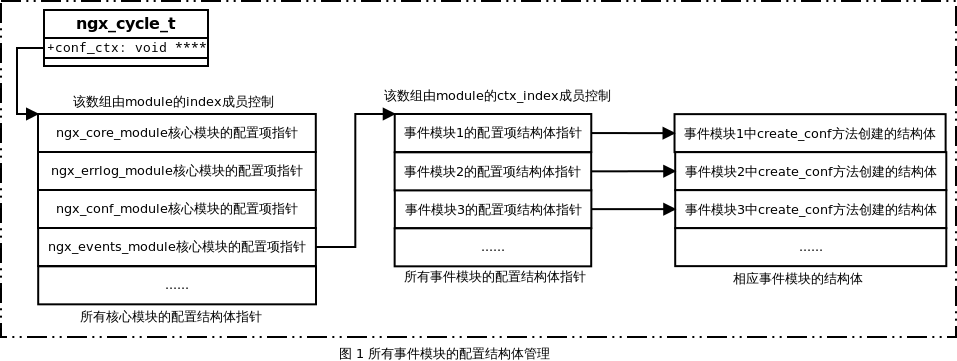 ngx_cycle_t
+conf_ctx: void ****
该数组由module的index成员控制
ngx_core_module核心模块的配置项指针
ngx_errlog_module核心模块的配置项指针
ngx_conf_module核心模块的配置项指针
ngx_events_module核心模块的配置项指针
......
所有核心模块的配置结构体指针
该数组由module的ctx_index成员控制
事件模块1的配置项结构体指针
事件模块2的配置项结构体指针
事件模块3的配置项结构体指针
......
所有事件模块的配置结构体指针
事件模块1中create_conf方法创建的结构体
事件模块2中create_conf方法创建的结构体
事件模块3中create_conf方法创建的结构体
......
相应事件模块的结构体
图 1 所有事件模块的配置结构体管理